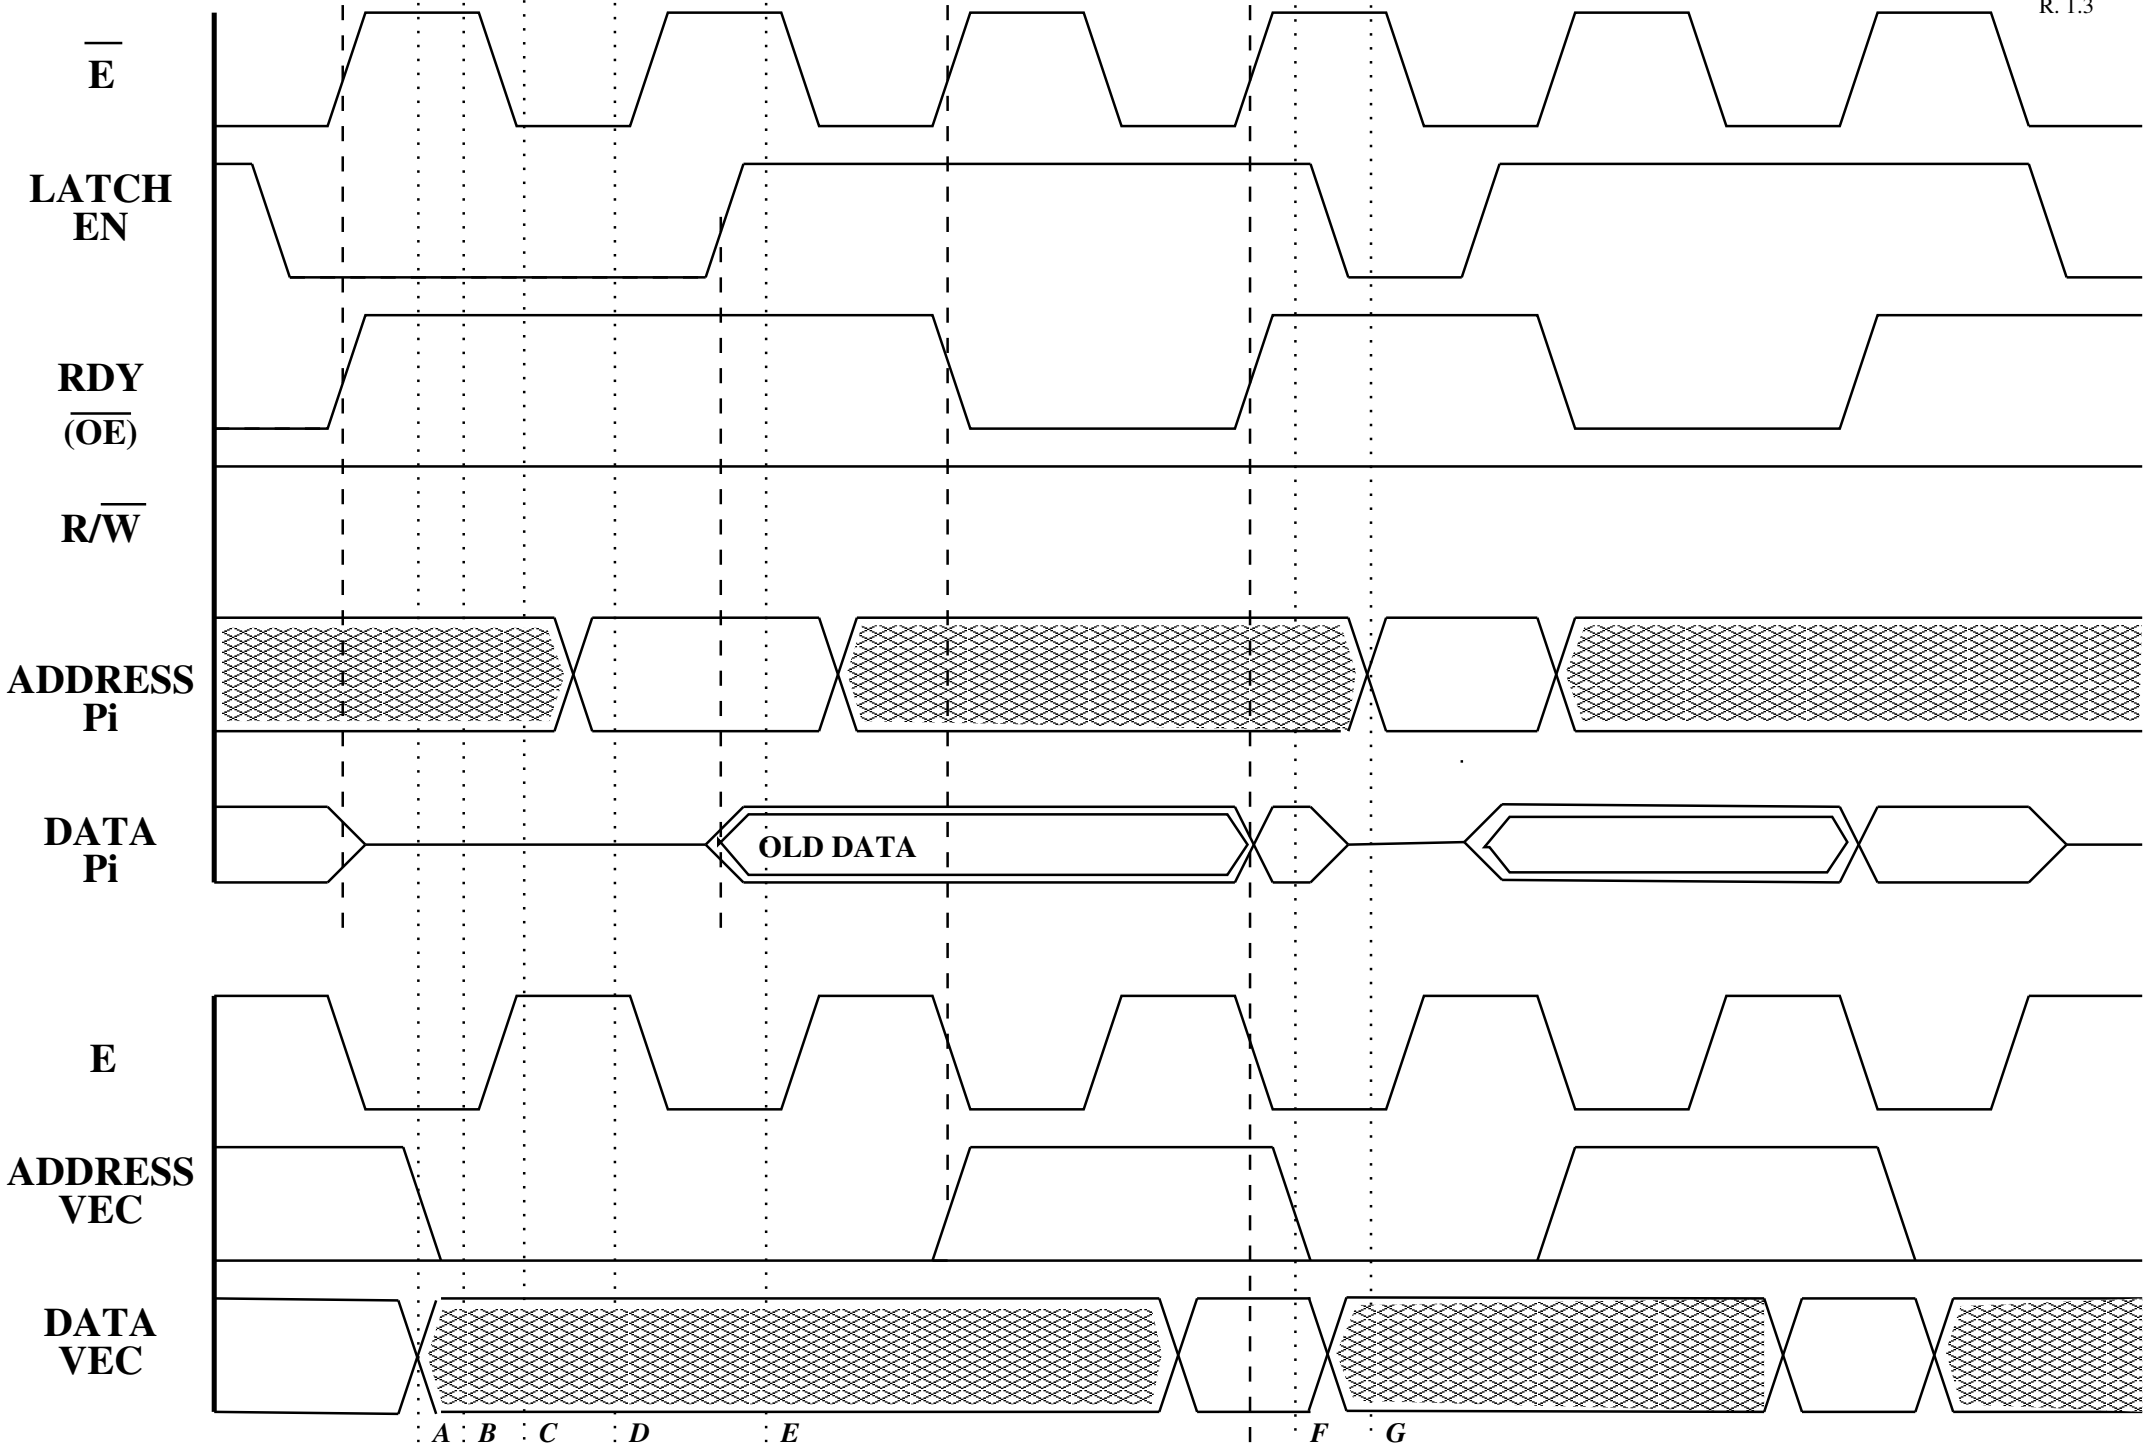 R. 1.3
E
LATCH
EN
RDY
(OE)
R/W
ADDRESS
Pi
DATA
Pi
OLD DATA
E
ADDRESS
VEC
DATA
VEC
A B C D E F G